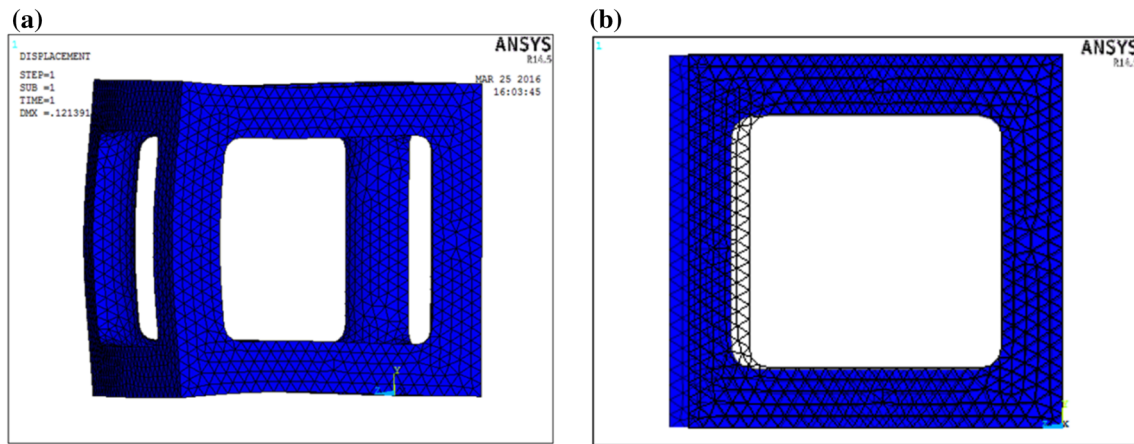 (a)
(b)
1
DISPLACEMENT
STEP=1
SUB =1
TIME=1
DMX =.121391
ANSYS
R14.5
MAR 25 2016
16:03:45
Y
Z
1
ANSYS
X